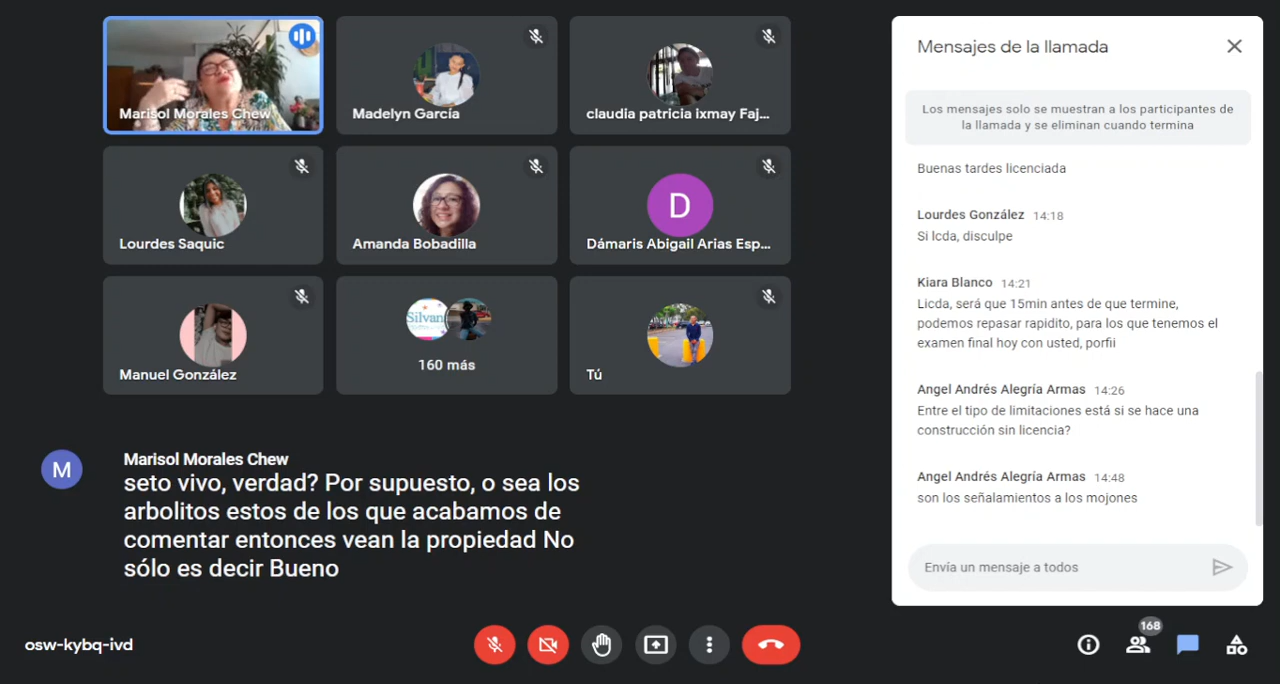 Marisol Morales Chew
Madelyn García
claudia patricia ixmay Faj...
Lourdes Saquic
Amanda Bobadilla
D
Dámaris Abigail Arias Esp...
Manuel González
Silvan
160 más
Tú
M
Marisol Morales Chew
seto vivo, verdad? Por supuesto, o sea los
arbolitos estos de los que acabamos de
comentar entonces vean la propiedad No
sólo es decir Bueno
osw-kybq-ivd
Mensajes de la llamada
Los mensajes solo se muestran a los participantes de
la llamada y se eliminan cuando termina
Buenas tardes licenciada
Lourdes González 14:18
Si lcda, disculpe
Kiara Blanco 14:21
Licda, será que 15min antes de que termine,
podemos repasar rapidito, para los que tenemos el
examen final hoy con usted, porfii
Angel Andrés Alegría Armas 14:26
Entre el tipo de limitaciones está si se hace una
construcción sin licencia?
Angel Andrés Alegría Armas 14:48
son los señalamientos a los mojones
Envía un mensaje a todos
168